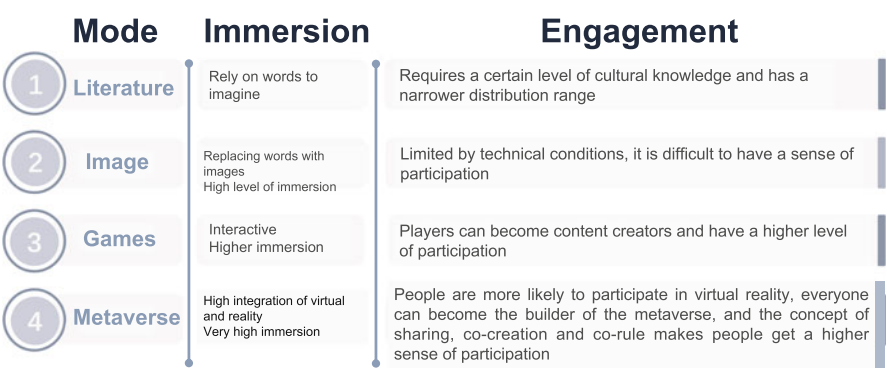 Mode Immersion Engagement
1 Literature
Rely on words to
imagine
Requires a certain level of cultural knowledge and has a
narrower distribution range
2 Image
Replacing words with
images
High level of immersion
Limited by technical conditions, it is difficult to have a sense of
participation
3 Games
Interactive
Higher immersion
Players can become content creators and have a higher level
of participation
4 Metaverse
High integration of virtual
and reality
Very high immersion
People are more likely to participate in virtual reality, everyone
can become the builder of the metaverse, and the concept of
sharing, co-creation and co-rule makes people get a higher
sense of participation